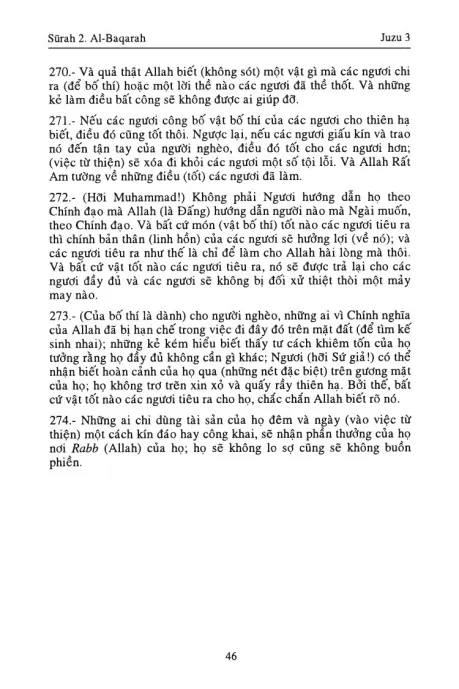 Sūrah 2. Al-Baqarah Juzu 3
270.- Và quả thật Allah biết (không sót) một vật gì mà các ngươi chi
ra (để bố thí) hoặc một lời thề nào các ngươi đã thề thốt. Và những
kẻ làm điều bất công sẽ không được ai giúp đỡ.
271.- Nếu các ngươi công bố vật bố thí của các ngươi cho thiên hạ
biết, điều đó cũng tốt thôi. Ngược lại, nếu các ngươi giấu kín và trao
nó đến tận tay của người nghèo, điều đó tốt cho các ngươi hơn;
(việc từ thiện) sẽ xóa đi khỏi các ngươi một số tội lỗi. Và Allah Rất
Am tường về những điều (tốt) các ngươi đã làm.
272.- (Hỡi Muhammad!) Không phải Ngươi hướng dẫn họ theo
Chính đạo mà Allah (là Đấng) hướng dẫn người nào mà Ngài muốn,
theo Chính đạo. Và bất cứ món (vật bố thí) tốt nào các ngươi tiêu ra
thì chính bản thân (linh hồn) của các ngươi sẽ hưởng lợi (về nó); và
các ngươi tiêu ra như thế là chỉ để làm cho Allah hài lòng mà thôi.
Và bất cứ vật tốt nào các ngươi tiêu ra, nó sẽ được trả lại cho các
ngươi đầy đủ và các ngươi sẽ không bị đối xử thiệt thòi một mảy
may nào.
273.- (Của bố thí là dành) cho người nghèo, những ai vì Chính nghĩa
của Allah đã bị hạn chế trong việc đi đây đó trên mặt đất (để tìm kế
sinh nhai); những kẻ kém hiểu biết thấy tư cách khiêm tốn của họ
tưởng rằng họ đầy đủ không cần gì khác; Ngươi (hỡi Sứ giả!) có thể
nhận biết hoàn cảnh của họ qua (những nét đặc biệt) trên gương mặt
của họ; họ không trơ trẽn xin xỏ và quấy rầy thiên hạ. Bởi thế, bất
cứ vật tốt nào các ngươi tiêu ra cho họ, chắc chắn Allah biết rõ nó.
274.- Những ai chi dùng tài sản của họ đêm và ngày (vào việc từ
thiện) một cách kín đáo hay công khai, sẽ nhận phần thưởng của họ
nơi Rabb (Allah) của họ; họ sẽ không lo sợ cũng sẽ không buồn
phiền.
46